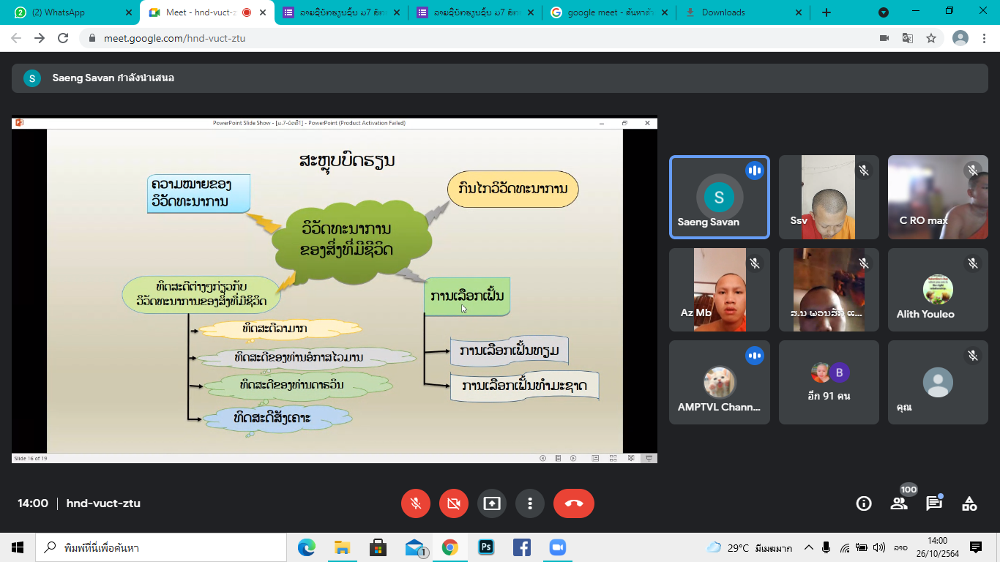 (2) WhatsApp
Meet - hnd-vuct-z
ລາຍຊື່ນັກຮຽນຊັ້ນ ມ7 ສົກ
ລາຍຊື່ນັກຮຽນຊັ້ນ ມ7 ສົກ
google meet - ค้นหาด้ว
Downloads
meet.google.com/hnd-vuct-ztu
S
Saeng Savan กำลังนำเสนอ
PowerPoint Slide Show - [ມ.7-ບົດທີ1] - PowerPoint (Product Activation Failed)
ສະຫຼຸບບົດຮຽນ
ຄວາມໝາຍຂອງ
ວິວັດທະນາການ
ກົນໄກວິວັດທະນາການ
ວິວັດທະນາການ
ຂອງສິ່ງທີ່ມີຊີວິດ
ທິດສະດີຕ່າງໆກ່ຽວກັບ
ວິວັດທະນາການຂອງສິ່ງທີ່ມີຊິວິດ
ການເລືອກເຟັ້ນ
ທິດສະດີລາມາກ
ທິດສະດີຂອງທ່ານອໍກາສໄວມານ
ທິດສະດີຂອງທ່ານດາຣວິນ
ທິດສະດີສັງເຄາະ
ການເລືອກເຟັ້ນທຽມ
ການເລືອກເຟັ້ນທຳມະຊາດ
Slide 16 of 19
S
Saeng Savan
Ssv
C RO max
Az Mb
ສ.ນ ພອນສັກ ແ...
Alith Youleo
AMPTVL Chann...
B
อีก 91 คน
คุณ
14:00
hnd-vuct-ztu
100
พิมพ์ที่นี่เพื่อค้นหา
1
Ps
29°C มีเมฆมาก
ລາວ
14:00
26/10/2564